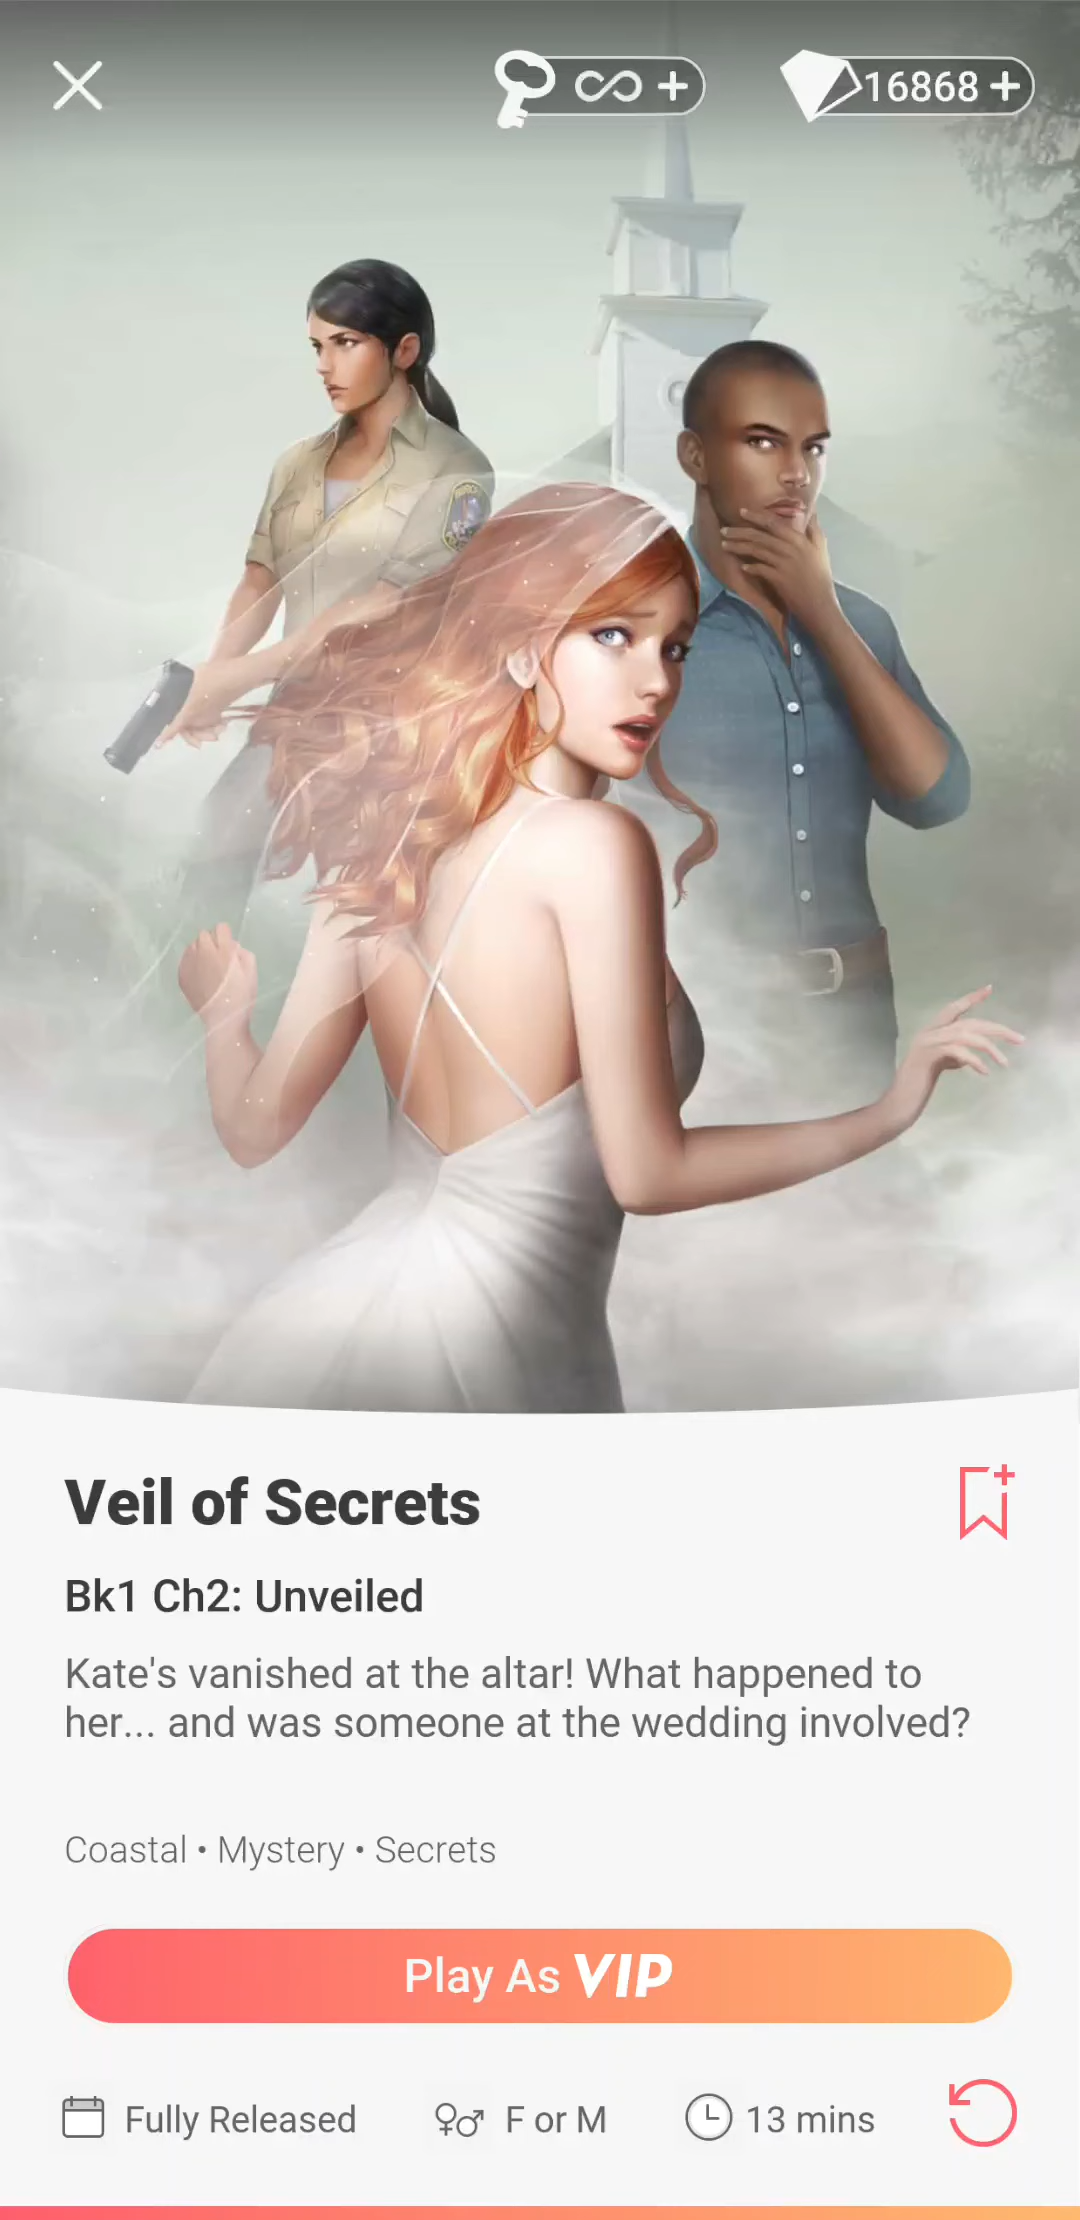 ∞ +
16868 +
Veil of Secrets
Bk1 Ch2: Unveiled
Kate's vanished at the altar! What happened to
her... and was someone at the wedding involved?
Coastal • Mystery • Secrets
Play As VIP
Fully Released
F or M
13 mins